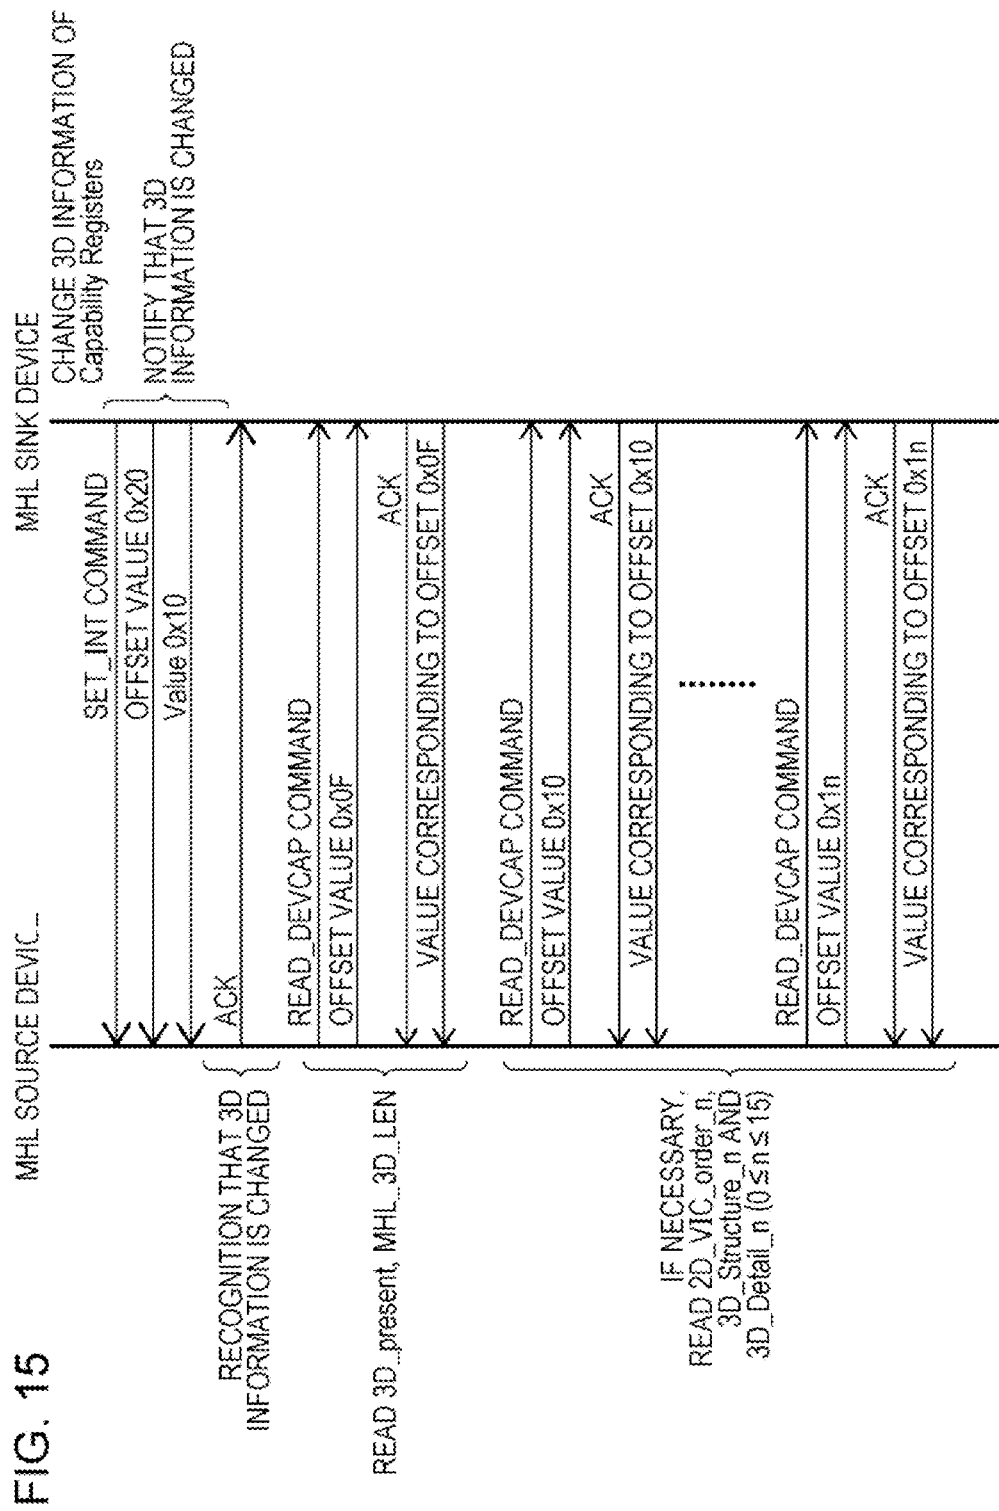 FIG. 15
MHL SOURCE DEVIC
MHL SINK DEVICE
CHANGE 3D INFORMATION OF
Capability Registers
SET_INT COMMAND
OFFSET VALUE 0x20
Value 0x10
NOTIFY THAT 3D
INFORMATION IS CHANGED
ACK
RECOGNITION THAT 3D
INFORMATION IS CHANGED
READ_DEVCAP COMMAND
OFFSET VALUE 0x0F
ACK
VALUE CORRESPONDING TO OFFSET 0x0F
READ 3D_present, MHL_3D_LEN
READ_DEVCAP COMMAND
OFFSET VALUE 0x10
ACK
VALUE CORRESPONDING TO OFFSET 0x10
IF NECESSARY,
READ 2D_VIC_order_n,
3D_Structure_n AND
3D_Detail_n (0≤n≤15)
READ_DEVCAP COMMAND
OFFSET VALUE 0x1n
ACK
VALUE CORRESPONDING TO OFFSET 0x1n